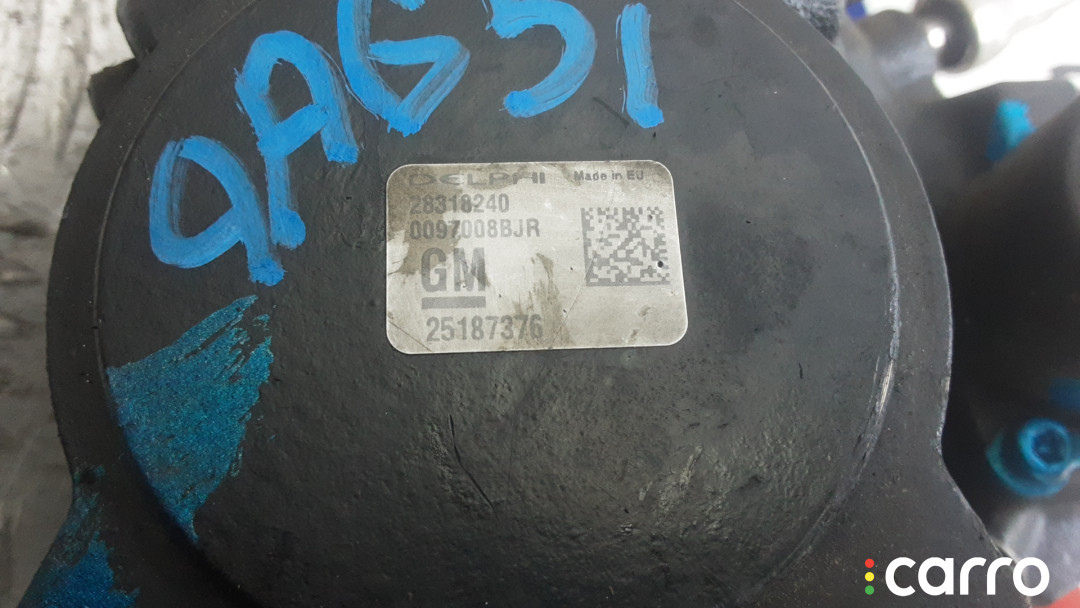 9AG51
DELPHI Made in EU
28318240
0097008BJR
GM
25187376
carro